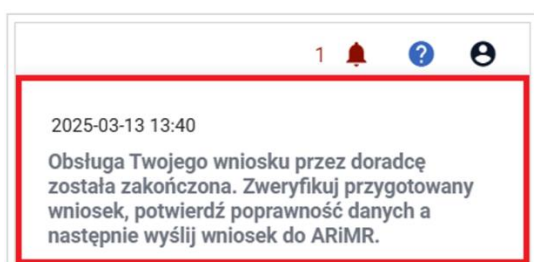 1 ?
2025-03-13 13:40
Obsługa Twojego wniosku przez doradcę
została zakończona. Zweryfikuj przygotowany
wniosek, potwierdź poprawność danych a
następnie wyślij wniosek do ARiMR.